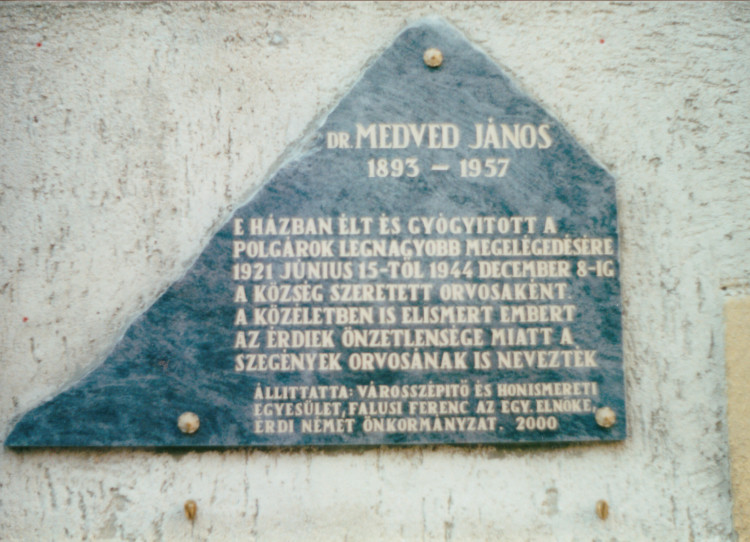 DR. MEDVED JÁNOS
1893 – 1957
E HÁZBAN ÉLT ÉS GYÓGYITOTT A
POLGÁROK LEGNAGYOBB MEGELÉGEDÉSÉRE
1921 JÚNIUS 15-TŐL 1944 DECEMBER 8-IG
A KÖZSÉG SZERETETT ORVOSAKÉNT.
A KÖZÉLETBEN IS ELISMERT EMBERT
AZ ÉRDIEK ÖNZETLENSÉGE MIATT A
SZEGÉNYEK ORVOSÁNAK IS NEVEZTÉK
ÁLLITTATTA: VÁROSSZÉPITŐ ÉS HONISMERETI
EGYESÜLET, FALUSI FERENC AZ EGY. ELNÖKE,
ÉRDI NÉMET ÖNKORMÁNYZAT. 2000